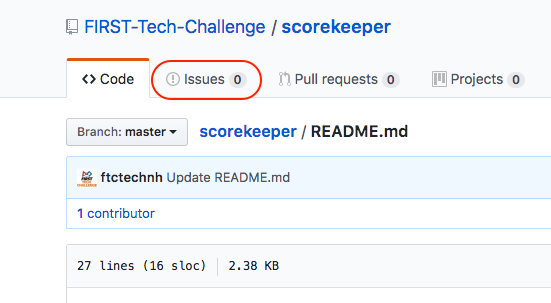 FIRST-Tech-Challenge / scorekeeper
<> Code Issues 0 Pull requests 0 Projects 0
Branch: master scorekeeper / README.md
ftctechnh Update README.md
1 contributor
27 lines (16 sloc) 2.38 KB